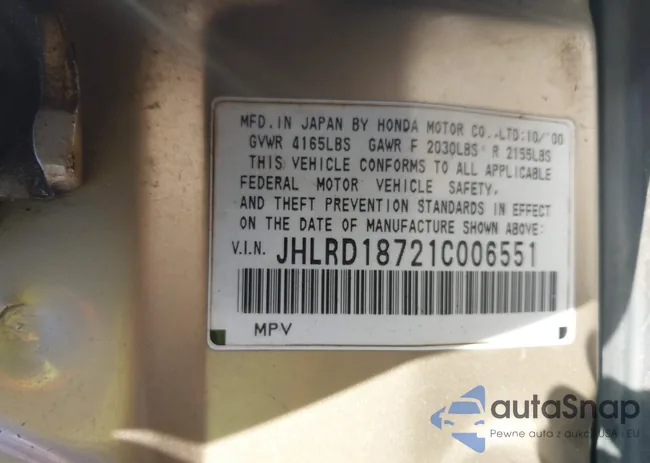 MFD.IN JAPAN BY HONDA MOTOR CO.,LTD:10/'00
GVWR 4165LBS GAWR F 2030LBS R 2155LBS
THIS VEHICLE CONFORMS TO ALL APPLICABLE
FEDERAL MOTOR VEHICLE SAFETY,
AND THEFT PREVENTION STANDARDS IN EFFECT
ON THE DATE OF MANUFACTURE SHOWN ABOVE:
V.I.N. JHLRD18721C006551
MPV
autaSnap
Pewne auto z aukcji USA - EU